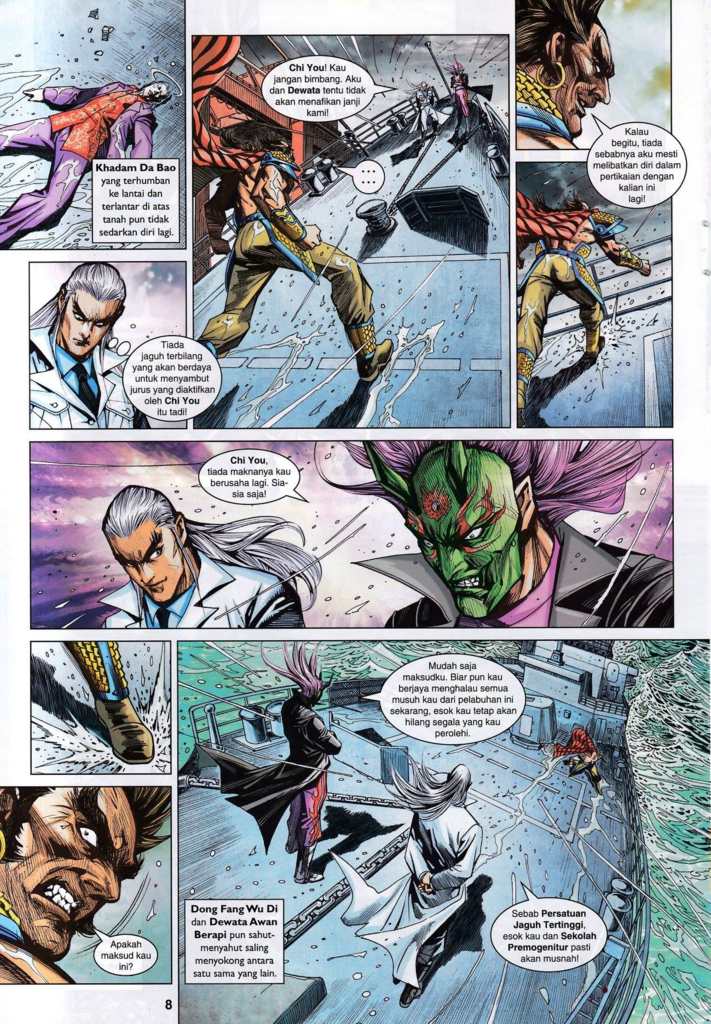 Khadam Da Bao
yang terhumban
ke lantai dan
terlantar di atas
tanah pun tidak
sedarkan diri lagi.
Chi You! Kau
jangan bimbang. Aku
dan Dewata tentu tidak
akan menafikan janji
kami!
...
...
Kalau
begitu, tiada
sebabnya aku mesti
melibatkan diri dalam
pertikaian dengan
kalian ini
lagi!
Tiada
jaguh terbilang
yang akan berdaya
untuk menyambut
jurus yang diaktifkan
oleh Chi You
itu tadi!
Chi You,
tiada maknanya kau
berusaha lagi. Sia-
sia saja!
Apakah
maksud kau
ini?
Mudah saja
maksudku. Biar pun kau
berjaya menghalau semua
musuh kau dari pelabuhan ini
sekarang, esok kau tetap akan
hilang segala yang kau
perolehi.
Dong Fang Wu Di
dan Dewata Awan
Berapi pun sahut-
menyahut saling
menyokong antara
satu sama yang lain.
Sebab Persatuan
Jaguh Tertinggi,
esok kau dan Sekolah
Premogenitur pasti
akan musnah!
8